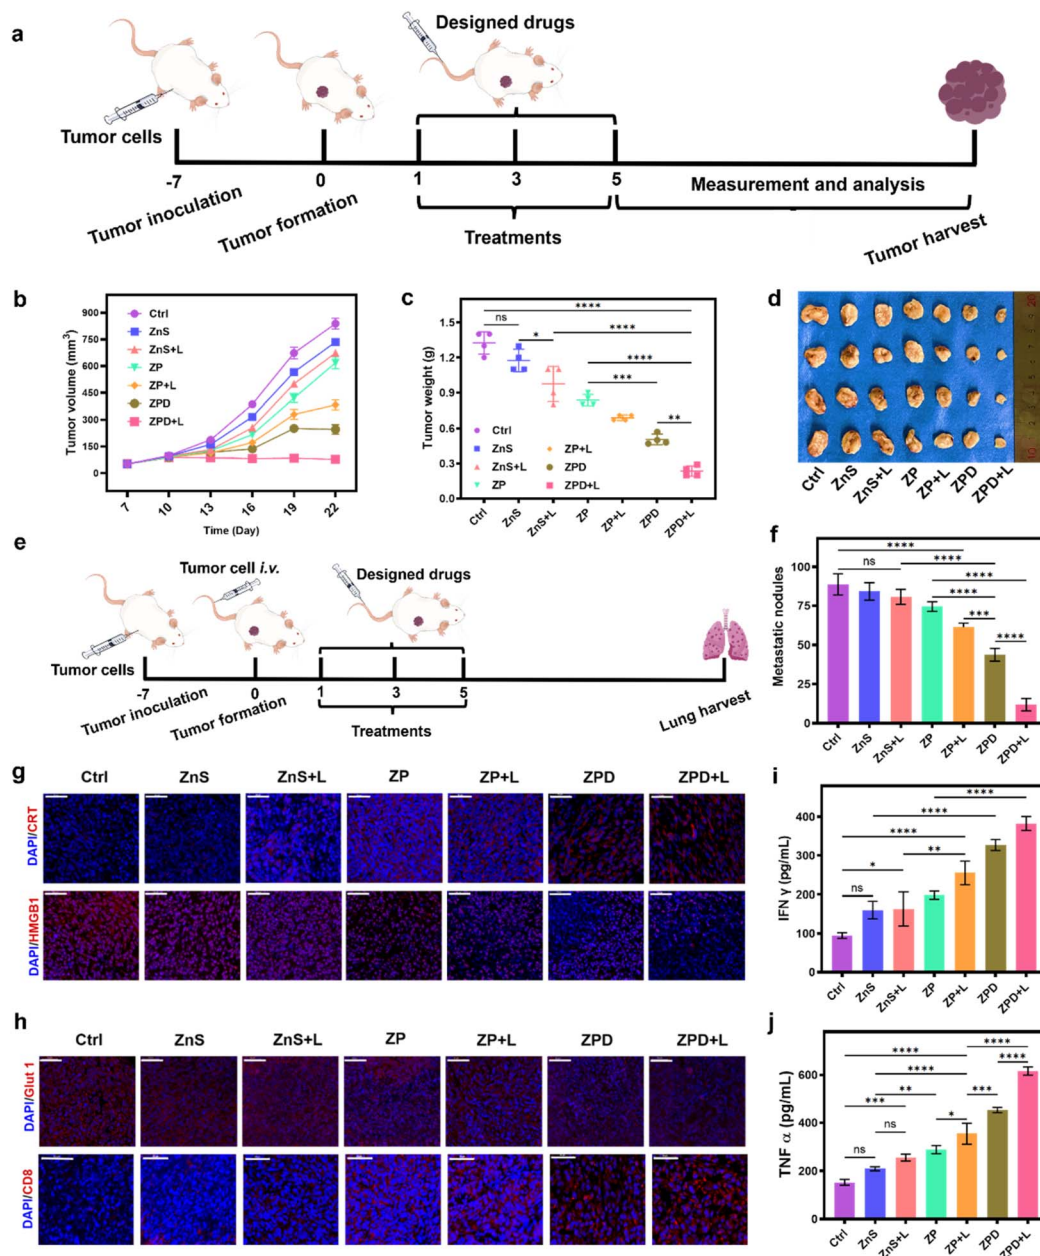 a
Designed drugs
Tumor cells
-7
0
1
3
5
Measurement and analysis
Tumor inoculation
Tumor formation
Treatments
Tumor harvest
b
Tumor volume (mm³)
900
750
600
450
300
150
0
Ctrl
ZnS
ZnS+L
ZP
ZP+L
ZPD
ZPD+L
7
10
13
16
19
22
Time (Day)
c
Tumor weight (g)
1.5
1.2
0.9
0.6
0.3
0.0
****
ns
****
*
****
***
**
Ctrl
ZnS
ZnS+L
ZP
ZP+L
ZPD
ZPD+L
Ctrl
ZnS
ZnS+L
ZP
ZP+L
ZPD
ZPD+L
d
Ctrl
ZnS
ZnS+L
ZP
ZP+L
ZPD
ZPD+L
e
Tumor cell i.v.
Designed drugs
Tumor cells
-7
0
1
3
5
Tumor inoculation
Tumor formation
Treatments
Lung harvest
f
Metastatic nodules
100
75
50
25
0
****
ns
****
****
****
***
****
Ctrl
ZnS
ZnS+L
ZP
ZP+L
ZPD
ZPD+L
g
Ctrl
ZnS
ZnS+L
ZP
ZP+L
ZPD
ZPD+L
DAPI/CRT
DAPI/HMGB1
i
IFN γ (pg/mL)
400
300
200
100
0
****
****
****
**
*
ns
Ctrl
ZnS
ZnS+L
ZP
ZP+L
ZPD
ZPD+L
h
Ctrl
ZnS
ZnS+L
ZP
ZP+L
ZPD
ZPD+L
DAPI/Glut 1
DAPI/CD8
j
TNF α (pg/mL)
600
400
200
0
****
****
****
****
**
***
***
*
ns
ns
Ctrl
ZnS
ZnS+L
ZP
ZP+L
ZPD
ZPD+L